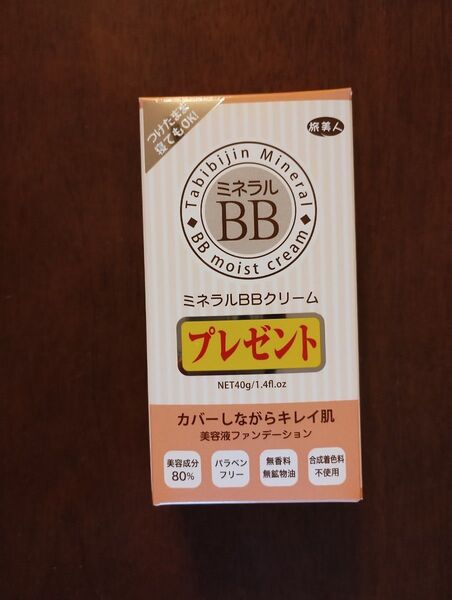 つけたまま
寝てもOK!
旅美人
Tabibijin Mineral
ミネラル
BB
BB moist cream
ミネラルBBクリーム
プレゼント
NET40g/1.4fl.oz
カバーしながらキレイ肌
美容液ファンデーション
美容成分
80%
パラベン
フリー
無香料
無鉱物油
合成着色料
不使用